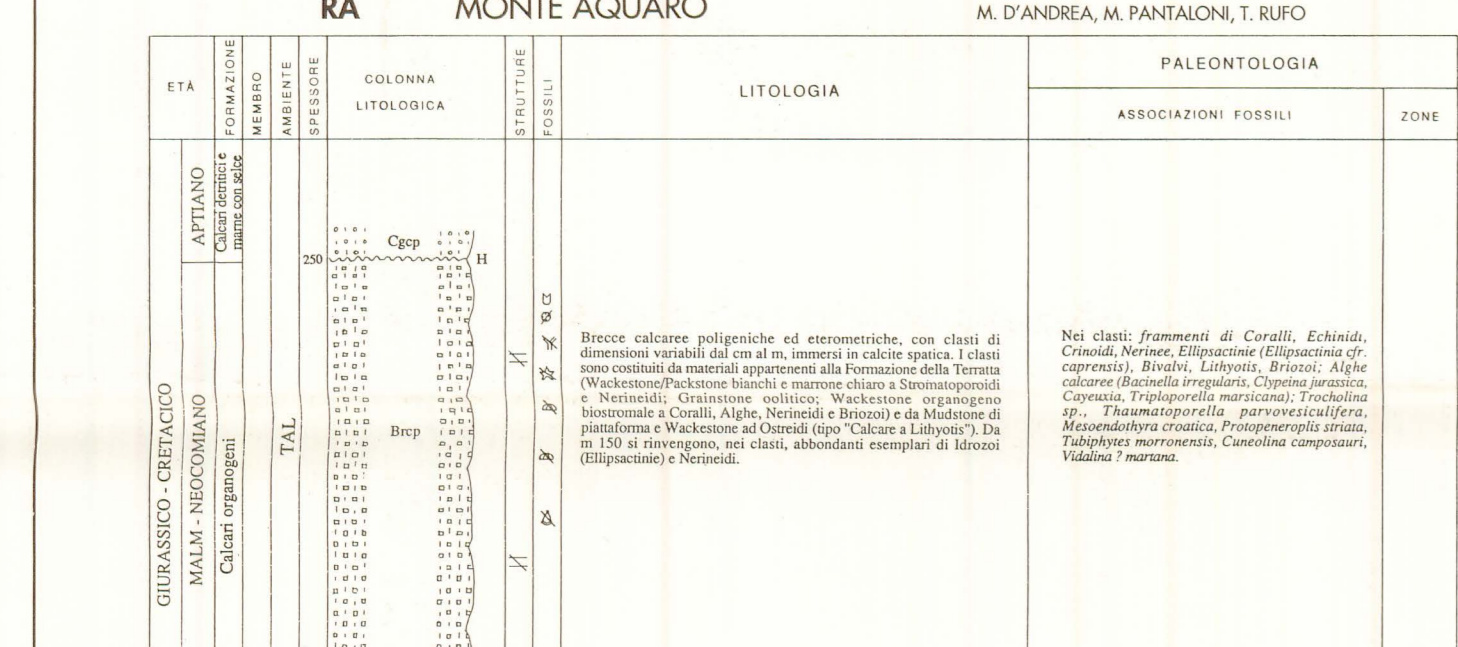 RA MONTE AQUARO
M. D'ANDREA, M. PANTALONI, T. RUFO
ETÀ
FORMAZIONE
MEMBRO
AMBIENTE
SPESSORE
COLONNA
LITOLOGICA
STRUTTURE
FOSSILI
LITOLOGIA
PALEONTOLOGIA
ASSOCIAZIONI FOSSILI
ZONE
GIURASSICO - CRETACICO
APTIANO
MALM - NEOCOMIANO
Calcari detritici e
marne con selce
Calcari organogeni
TAL
250
Cgcp
H
Brcp
Brecce calcaree poligeniche ed eterometriche, con clasti di
dimensioni variabili dal cm al m, immersi in calcite spatica. I clasti
sono costituiti da materiali appartenenti alla Formazione della Terratta
(Wackestone/Packstone bianchi e marrone chiaro a Stromatoporoidi
e Nerineidi; Grainstone oolitico; Wackestone organogeno
biostromale a Coralli, Alghe, Nerineidi e Briozoi) e da Mudstone di
piattaforma e Wackestone ad Ostreidi (tipo "Calcare a Lithyotis"). Da
m 150 si rinvengono, nei clasti, abbondanti esemplari di Idrozoi
(Ellipsactinie) e Nerineidi.
Nei clasti: frammenti di Coralli, Echinidi,
Crinoidi, Nerinee, Ellipsactinie (Ellipsactinia cfr.
caprensis), Bivalvi, Lithyotis, Briozoi; Alghe
calcaree (Bacinella irregularis, Clypeina jurassica,
Cayeuxia, Triploporella marsicana); Trocholina
sp., Thaumatoporella parvovesiculifera,
Mesoendothyra croatica, Protopeneroplis striata,
Tubiphytes morronensis, Cuneolina camposauri,
Vidalina ? martana.